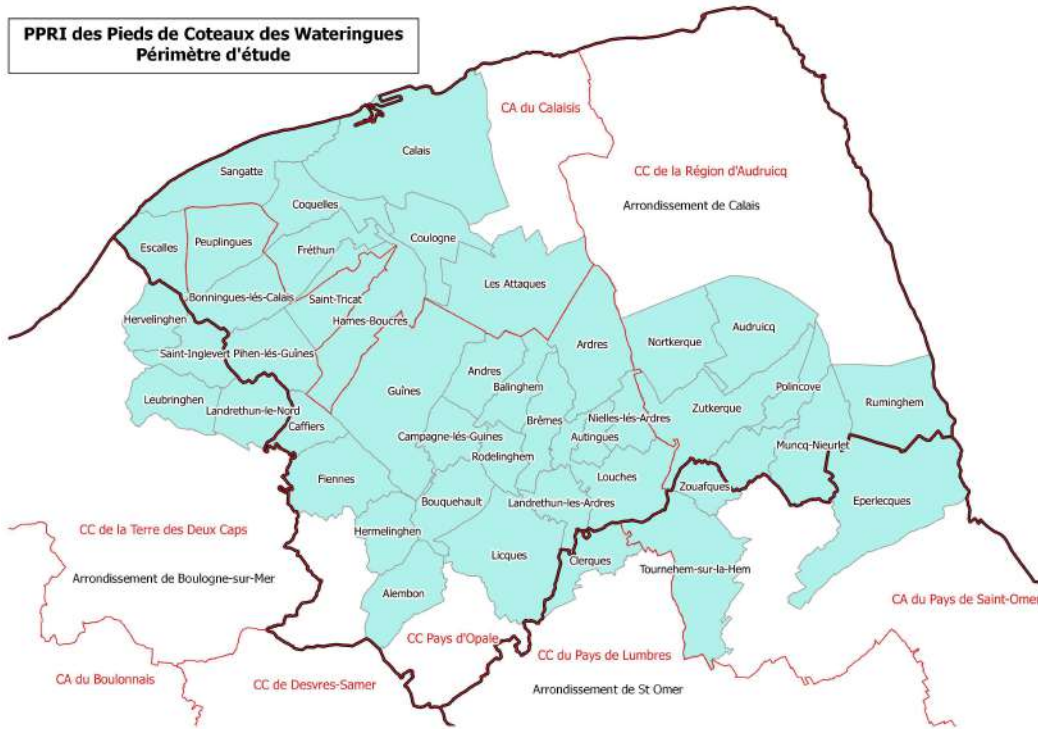 PPRI des Pieds de Coteaux des Wateringues
Périmètre d'étude
CA du Calaisis
Calais
CC de la Région d'Audruicq
Sangatte
Arrondissement de Calais
Coquelles
Coulogne
Escalles
Peuplingues
Fréthun
Les Attaques
Bonningues-lés-Calais
Saint-Tricat
Hervelinghen
Hames-Boucres
Audruicq
Nortkerque
Ardres
Saint-Inglevert
Pihen-lés-Guînes
Andres
Balinghem
Polincove
Guînes
Leubringhen
Ruminghem
Landrethun-le-Nord
Zutkerque
Nielles-lés-Ardres
Brêmes
Caffiers
Campagne-lés-Guines
Autingues
Muncq-Nieurlet
Rodelinghem
Fiennes
Louches
Zouafques
Bouquehault
Landrethun-les-Ardres
Eperlecques
CC de la Terre des Deux Caps
Hermelinghen
Licques
Clerques
Tournehem-sur-la-Hem
Arrondissement de Boulogne-sur-Mer
Alembon
CA du Pays de Saint-Omer
CC Pays d'Opale
CC du Pays de Lumbres
CA du Boulonnais
CC de Desvres-Samer
Arrondissement de St Omer